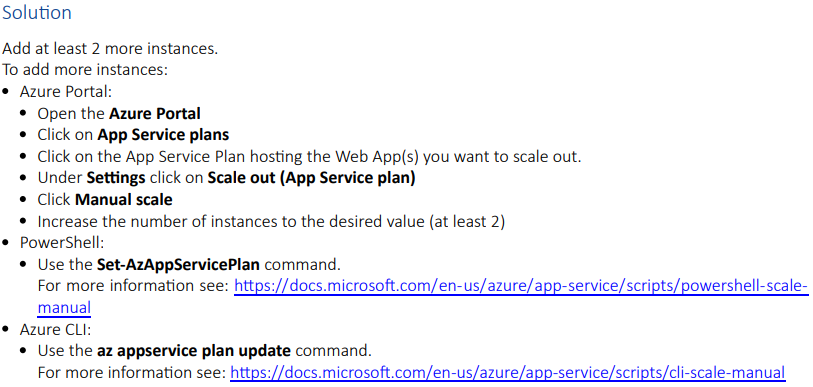 Solution
Add at least 2 more instances.
To add more instances:
• Azure Portal:
• Open the Azure Portal
• Click on App Service plans
• Click on the App Service Plan hosting the Web App(s) you want to scale out.
• Under Settings click on Scale out (App Service plan)
• Click Manual scale
• Increase the number of instances to the desired value (at least 2)
• PowerShell:
• Use the Set-AzAppServicePlan command.
For more information see: https://docs.microsoft.com/en-us/azure/app-service/scripts/powershell-scale-
manual
• Azure CLI:
• Use the az appservice plan update command.
For more information see: https://docs.microsoft.com/en-us/azure/app-service/scripts/cli-scale-manual